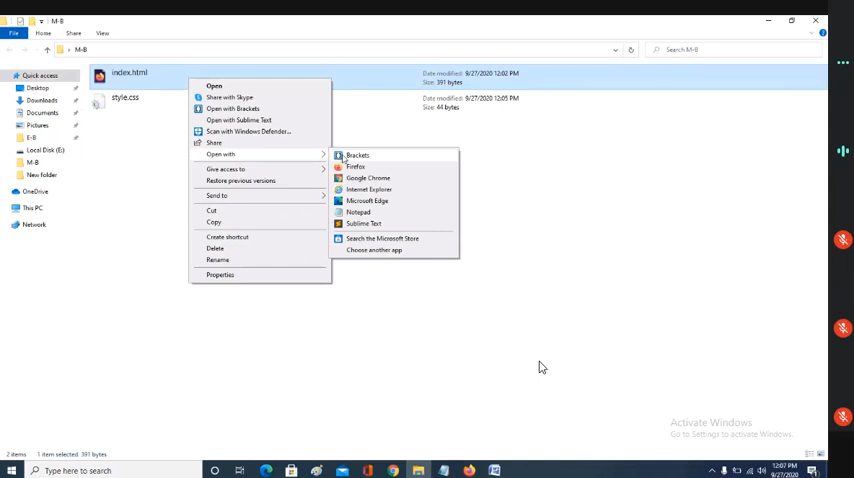 M-B
File
Home
Share
View
M-B
Search M-B
Quick access
Desktop
Downloads
Documents
Pictures
E-B
Local Disk (E:)
M-B
New folder
OneDrive
This PC
Network
index.html
Date modified: 9/27/2020 12:02 PM
Size: 391 bytes
style.css
Date modified: 9/27/2020 12:05 PM
Size: 44 bytes
Open
Share with Skype
Open with Brackets
Open with Sublime Text
Scan with Windows Defender...
Share
Open with
Give access to
Restore previous versions
Send to
Cut
Copy
Create shortcut
Delete
Rename
Properties
Brackets
Firefox
Google Chrome
Internet Explorer
Microsoft Edge
Notepad
Sublime Text
Search the Microsoft Store
Choose another app
Activate Windows
Go to Settings to activate Windows.
2 items
1 item selected. 391 bytes
Type here to search
12:07 PM
9/27/2020